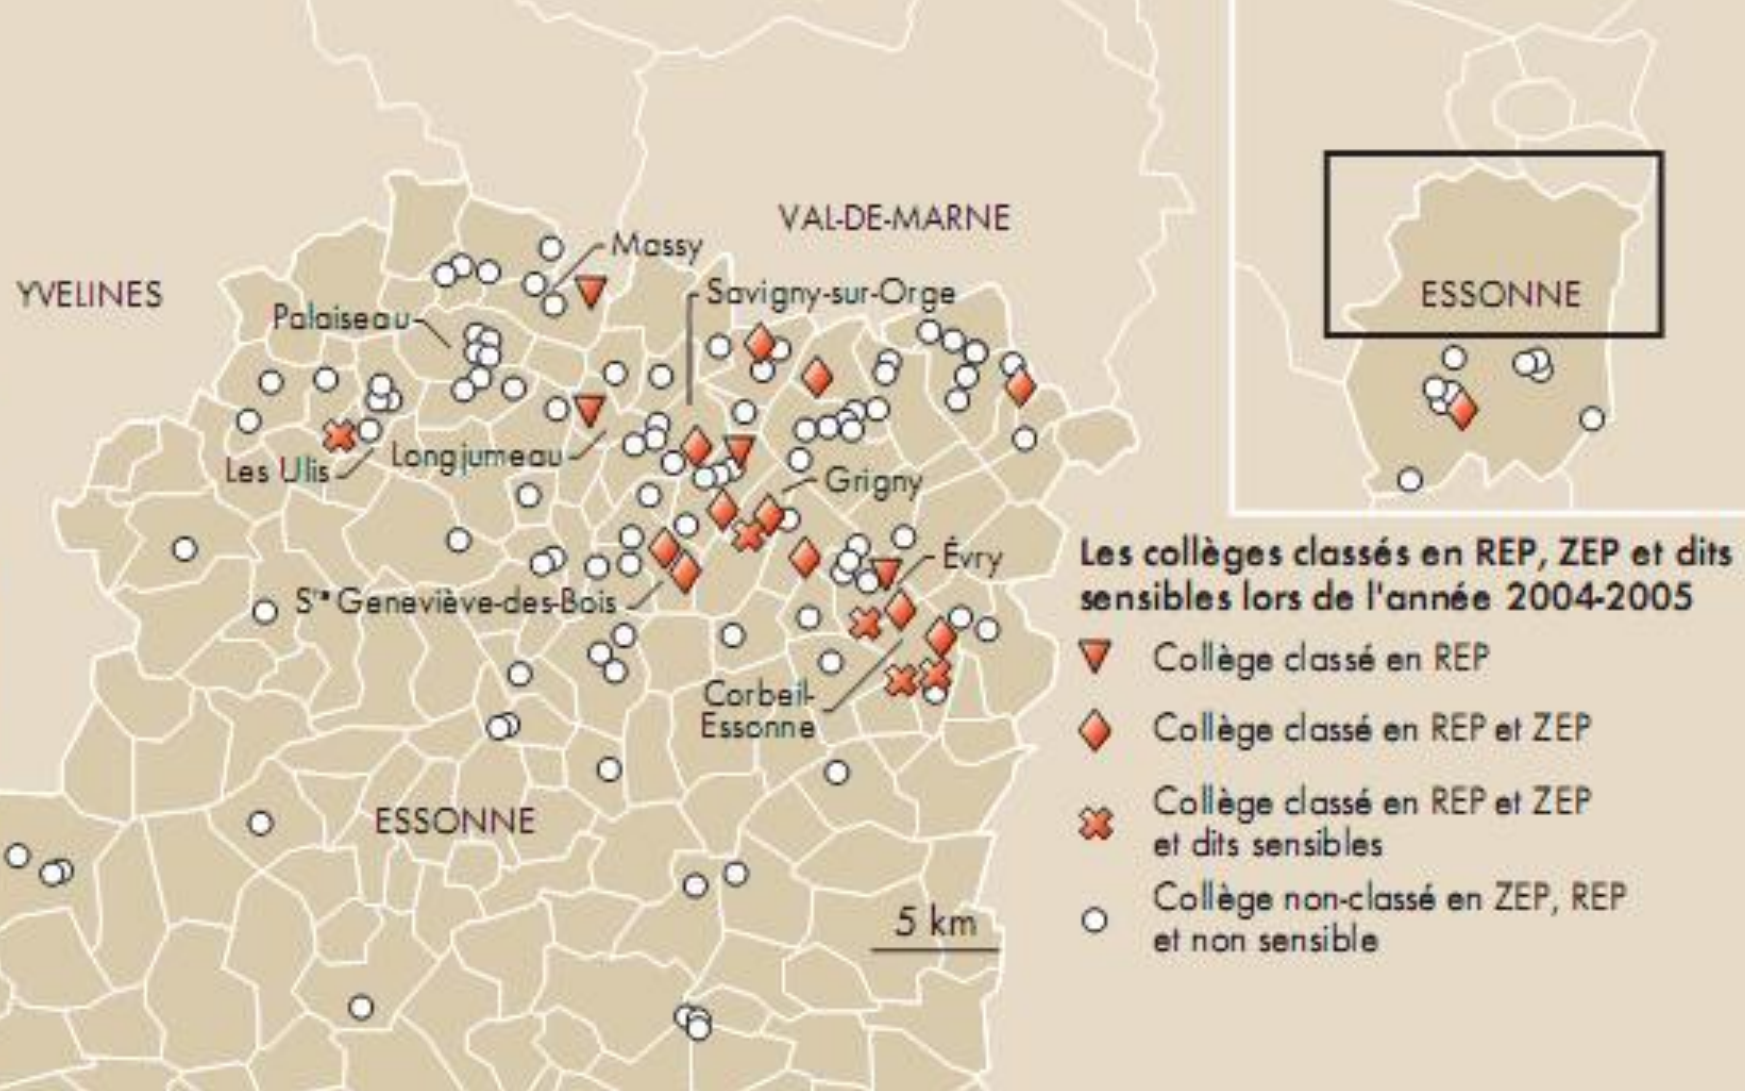 VAL-DE-MARNE
Massy
YVELINES
Savigny-sur-Orge
ESSONNE
Palaiseau
Les Ulis
Longjumeau
Grigny
Évry
Ste Geneviève-des-Bois
Corbeil-
Essonne
ESSONNE
5 km
Les collèges classés en REP, ZEP et dits
sensibles lors de l'année 2004-2005
Collège classé en REP
Collège classé en REP et ZEP
Collège classé en REP et ZEP
et dits sensibles
Collège non-classé en ZEP, REP
et non sensible